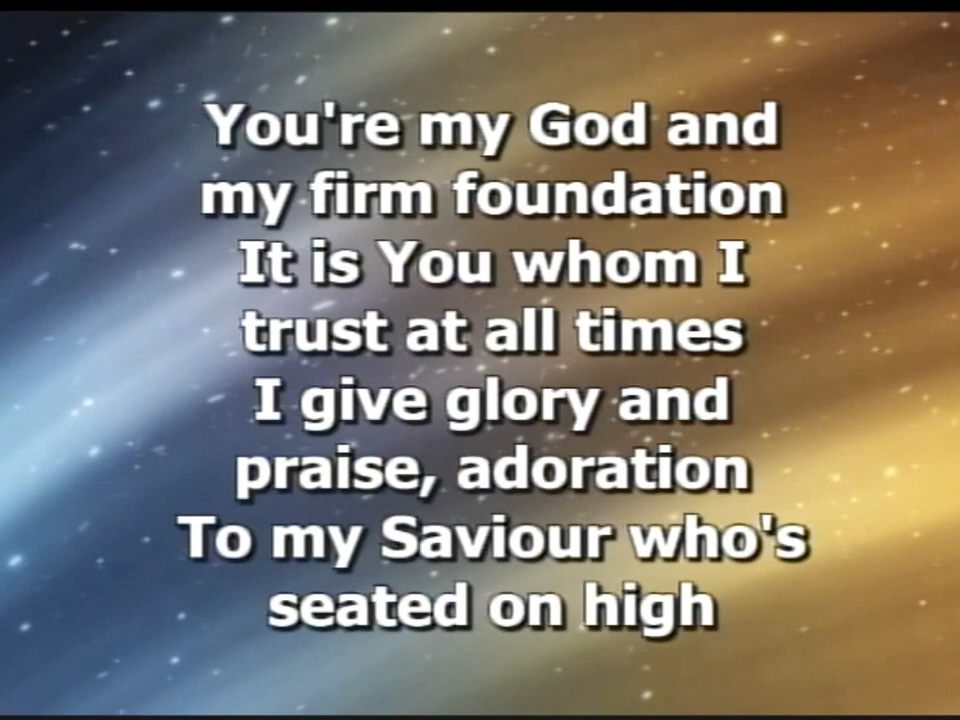 You're my God and
my firm foundation
It is You whom I
trust at all times
I give glory and
praise, adoration
To my Saviour who's
seated on high